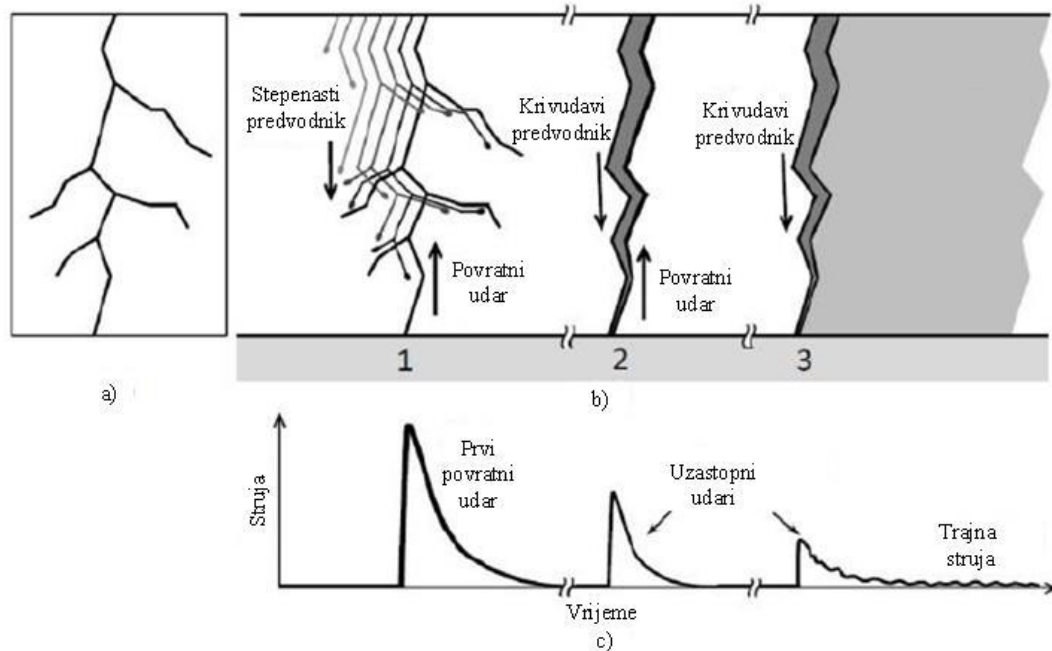 Stepenasti
predvodnik
Povratni
udar
Krivudavi
predvodnik
Povratni
udar
Krivudavi
predvodnik
1
2
3
a)
b)
Struja
Prvi
povratni
udar
Uzastopni
udari
Trajna
struja
Vrijeme
c)